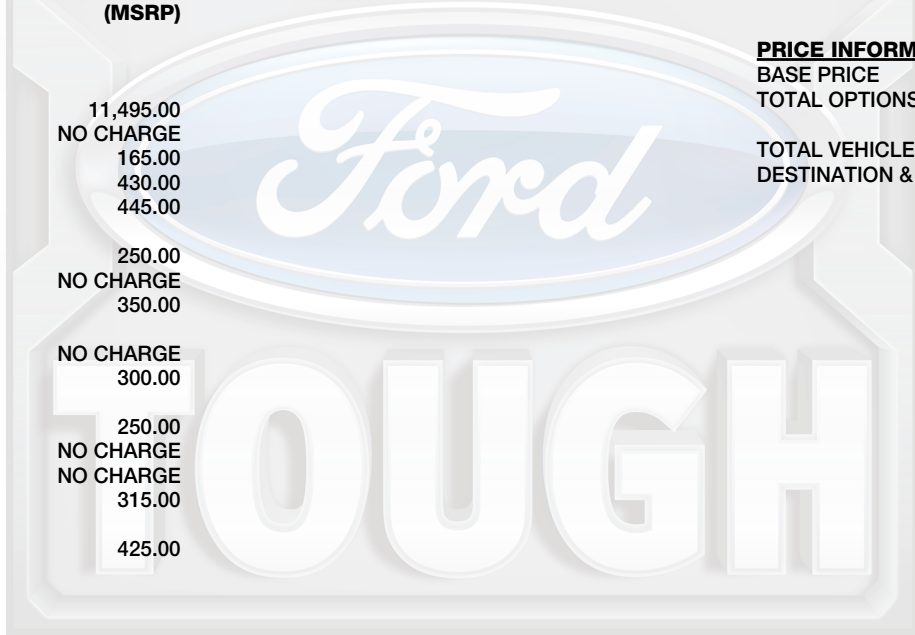 (MSRP)
11,495.00
NO CHARGE
165.00
430.00
445.00
250.00
NO CHARGE
350.00
NO CHARGE
300.00
250.00
NO CHARGE
NO CHARGE
315.00
425.00
PRICE INFORM
BASE PRICE
TOTAL OPTIONS
TOTAL VEHICLE
DESTINATION &
Ford
TOUGH